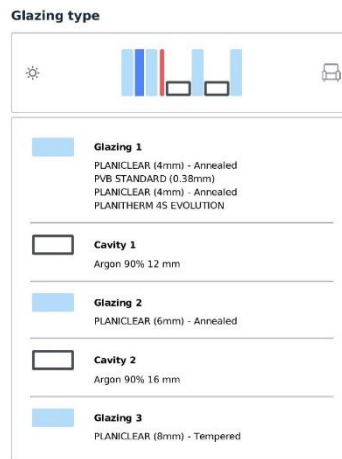 Glazing type
Glazing 1
PLANICLEAR (4mm) - Annealed
PVB STANDARD (0.38mm)
PLANICLEAR (4mm) - Annealed
PLANITHERM 4S EVOLUTION
Cavity 1
Argon 90% 12 mm
Glazing 2
PLANICLEAR (6mm) - Annealed
Cavity 2
Argon 90% 16 mm
Glazing 3
PLANICLEAR (8mm) - Tempered